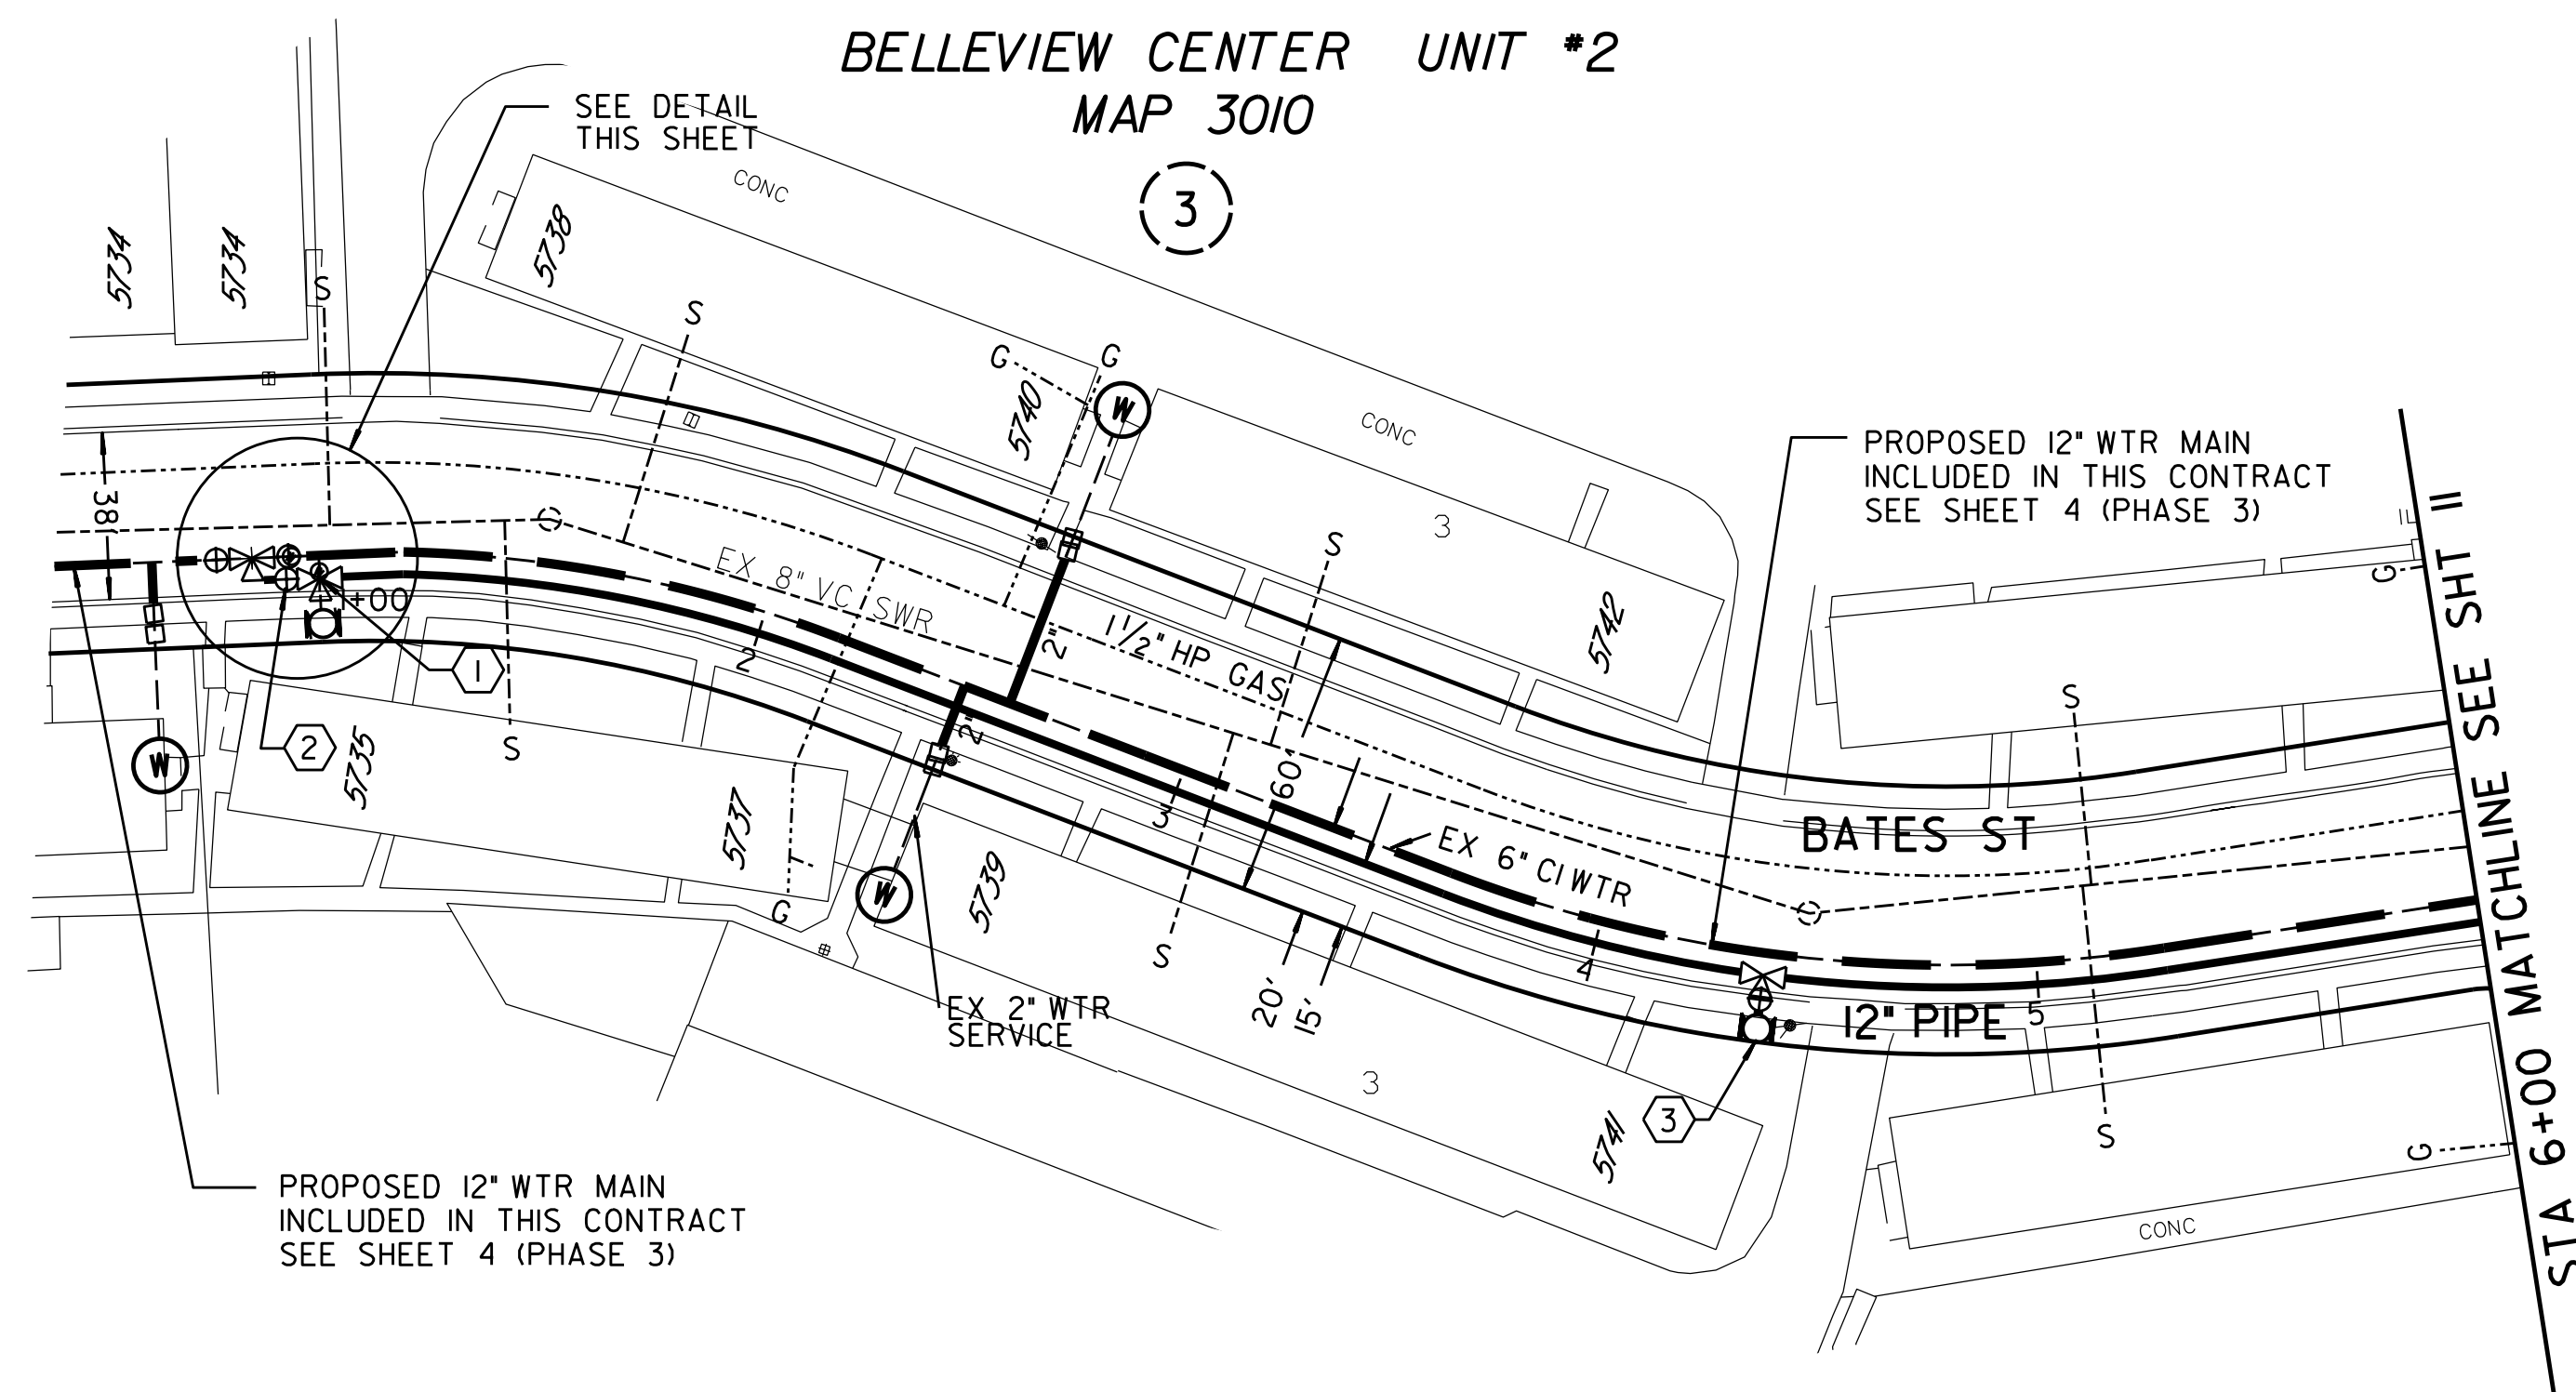 BELLEVIEW CENTER UNIT #2
MAP 3010
3
SEE DETAIL
THIS SHEET
CONC
5734
5734
5738
S
S
G
G
5740
W
CONC
3
S
5742
PROPOSED 12" WTR MAIN
INCLUDED IN THIS CONTRACT
SEE SHEET 4 (PHASE 3)
38'
EX 8" VC SWR
1+00
2
2"
1 1/2" HP GAS
1
2
S
W
5735
5737
G
2"
W
5739
3
60'
EX 6" CI WTR
S
20'
15'
4
BATES ST
12" PIPE
5
S
G
EX 2" WTR
SERVICE
3
5741
3
S
G
CONC
PROPOSED 12" WTR MAIN
INCLUDED IN THIS CONTRACT
SEE SHEET 4 (PHASE 3)
STA 6+00 MATCHLINE SEE SHT 11